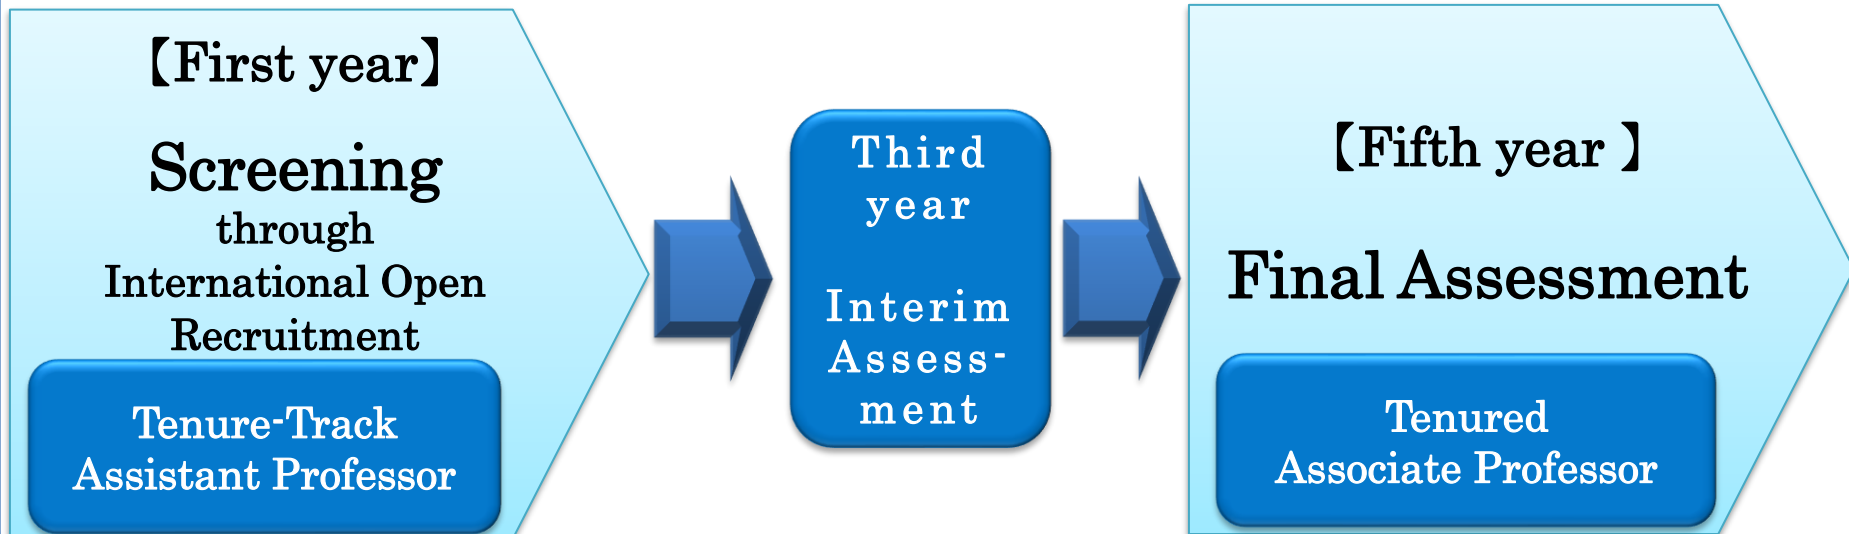 【First year】
Screening
through
International Open
Recruitment
Tenure-Track
Assistant Professor
Third
year
Interim
Assess-
ment
【Fifth year 】
Final Assessment
Tenured
Associate Professor